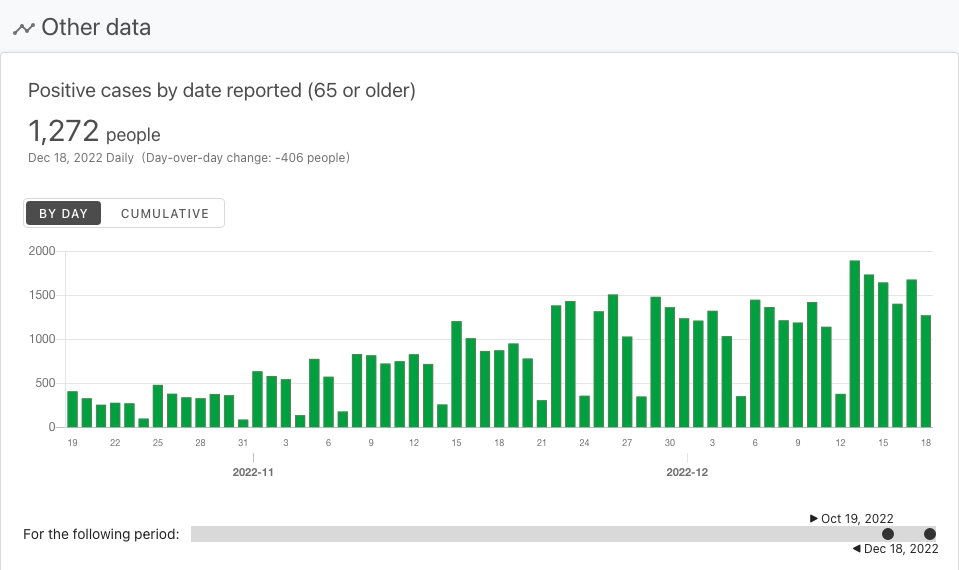 Other data
Positive cases by date reported (65 or older)
1,272 people
Dec 18, 2022 Daily (Day-over-day change: -406 people)
BY DAY CUMULATIVE
2000
1500
1000
500
0
19 22 25 28 31 3 6 9 12 15 18 21 24 27 30 3 6 9 12 15 18
2022-11 2022-12
▶ Oct 19, 2022
For the following period:
◀ Dec 18, 2022